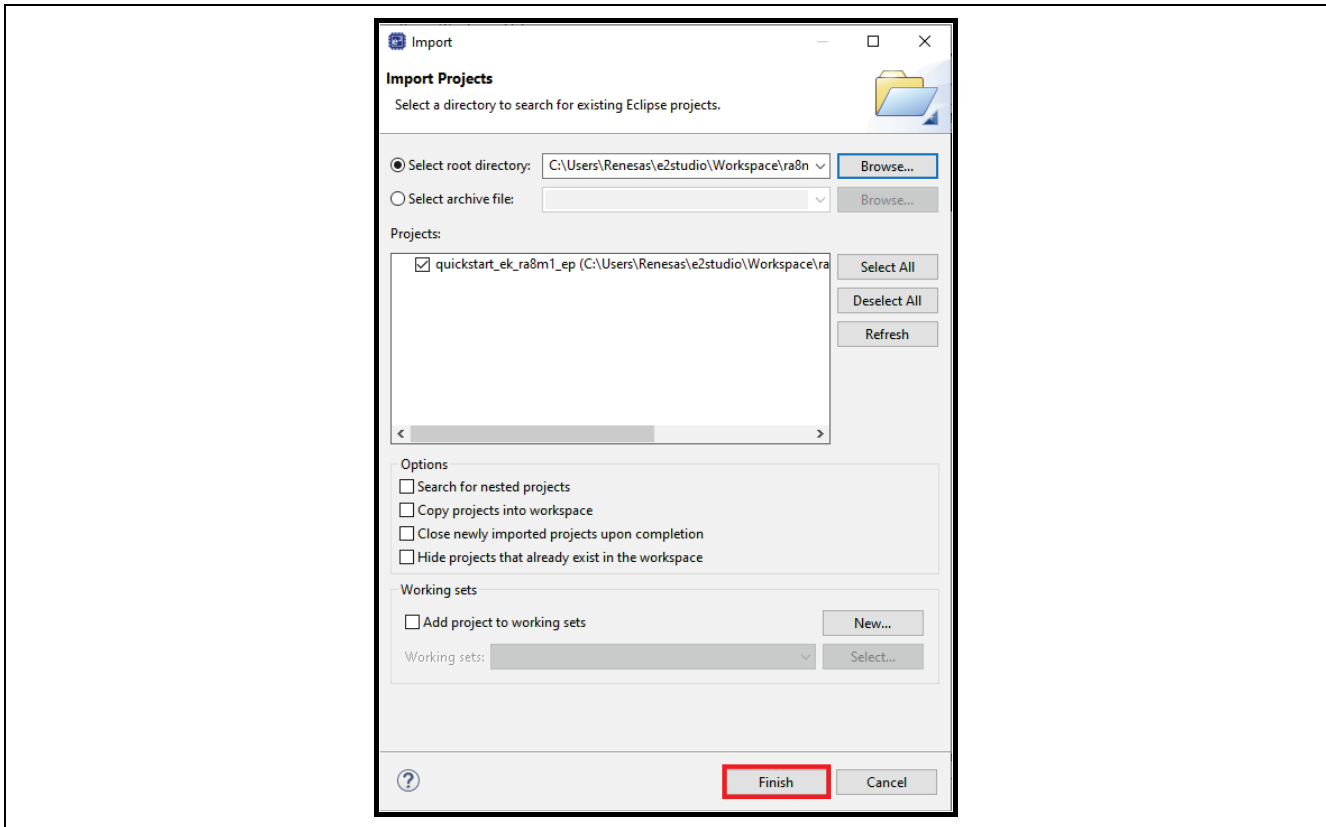 Import
Import Projects
Select a directory to search for existing Eclipse projects.
Select root directory: C:\Users\Renesas\e2studio\Workspace\ra8n Browse...
Select archive file: Browse...
Projects:
quickstart_ek_ra8m1_ep (C:\Users\Renesas\e2studio\Workspace\ra
Select All
Deselect All
Refresh
Options
Search for nested projects
Copy projects into workspace
Close newly imported projects upon completion
Hide projects that already exist in the workspace
Working sets
Add project to working sets New...
Working sets: Select...
? Finish Cancel